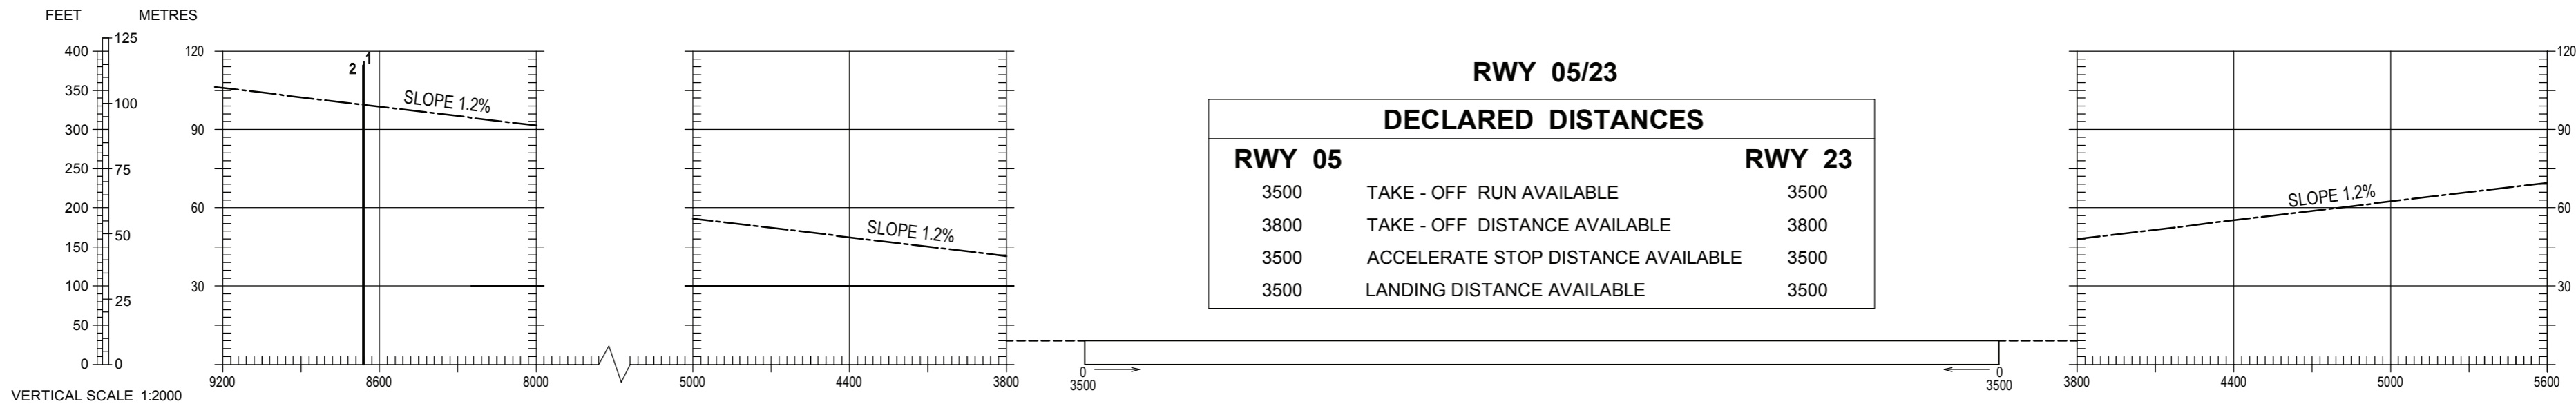 FEET METRES
400 350 300 250 200 150 100 50 0
125 100 75 50 25 0
VERTICAL SCALE 1:2000
120 90 60 30
2 1
SLOPE 1.2%
9200 8600 8000
SLOPE 1.2%
5000 4400 3800
RWY 05/23
DECLARED DISTANCES
RWY 05 RWY 23
3500 TAKE - OFF RUN AVAILABLE 3500
3800 TAKE - OFF DISTANCE AVAILABLE 3800
3500 ACCELERATE STOP DISTANCE AVAILABLE 3500
3500 LANDING DISTANCE AVAILABLE 3500
0 0
3500 3500
SLOPE 1.2%
120 90 60 30
3800 4400 5000 5600